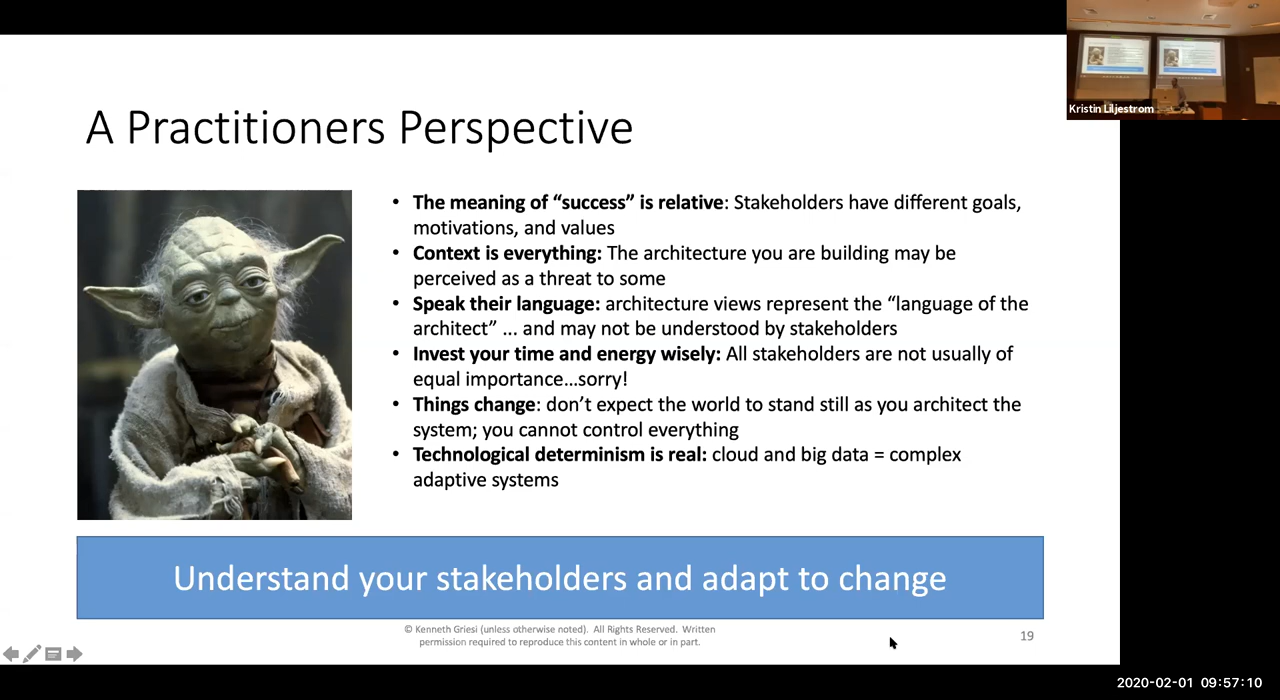 Kristin Liljestrom
A Practitioners Perspective
• The meaning of “success” is relative: Stakeholders have different goals,
motivations, and values
• Context is everything: The architecture you are building may be
perceived as a threat to some
• Speak their language: architecture views represent the “language of the
architect” ... and may not be understood by stakeholders
• Invest your time and energy wisely: All stakeholders are not usually of
equal importance…sorry!
• Things change: don’t expect the world to stand still as you architect the
system; you cannot control everything
• Technological determinism is real: cloud and big data = complex
adaptive systems
Understand your stakeholders and adapt to change
© Kenneth Griesi (unless otherwise noted). All Rights Reserved. Written
permission required to reproduce this content in whole or in part.
19
2020-02-01 09:57:10